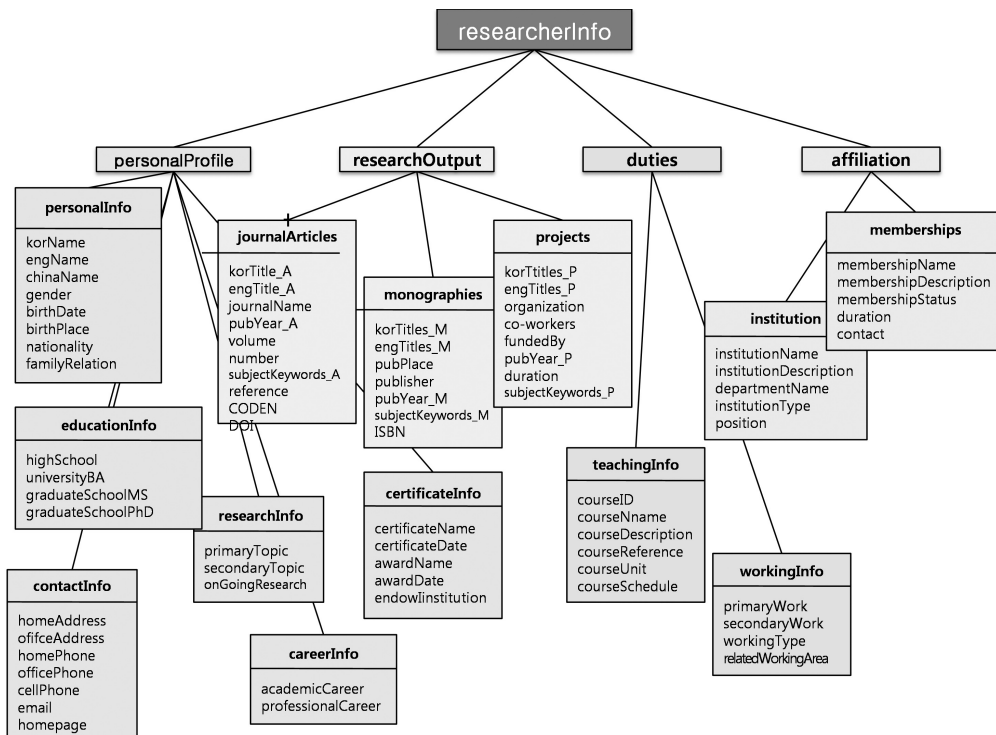 researcherInfo
personalProfile
researchOutput
duties
affiliation
personalInfo
korName
engName
chinaName
gender
birthDate
birthPlace
nationality
familyRelation
journalArticles
korTitle_A
engTitle_A
journalName
pubYear_A
volume
number
subjectKeywords_A
reference
CODEN
DOI
monographies
korTitles_M
engTitles_M
pubPlace
publisher
pubYear_M
subjectKeywords_M
ISBN
projects
korTtitles_P
engTitles_P
organization
co-workers
fundedBy
pubYear_P
duration
subjectKeywords_P
memberships
membershipName
membershipDescription
membershipStatus
duration
contact
institution
institutionName
institutionDescription
departmentName
institutionType
position
educationInfo
highSchool
universityBA
graduateSchoolMS
graduateSchoolPhD
teachingInfo
courseID
courseNname
courseDescription
courseReference
courseUnit
courseSchedule
certificateInfo
certificateName
certificateDate
awardName
awardDate
endowIinstitution
researchInfo
primaryTopic
secondaryTopic
onGoingResearch
workingInfo
primaryWork
secondaryWork
workingType
relatedWorkingArea
contactInfo
homeAddress
ofifceAddress
homePhone
officePhone
cellPhone
email
homepage
careerInfo
academicCareer
professionalCareer